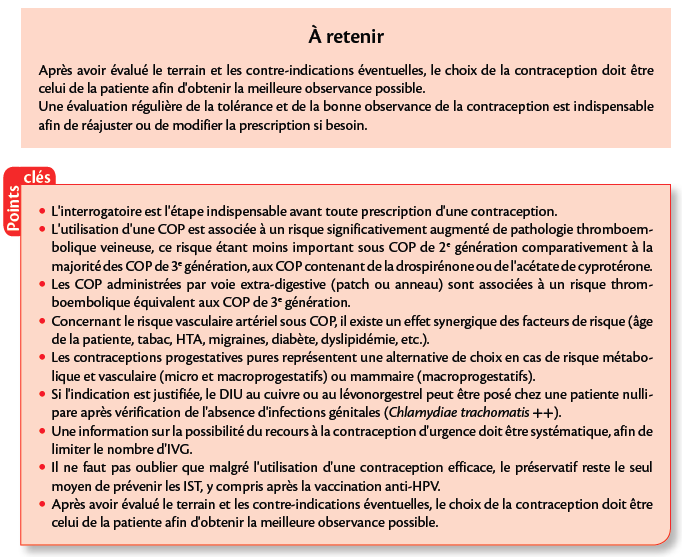 À retenir
Après avoir évalué le terrain et les contre-indications éventuelles, le choix de la contraception doit être
celui de la patiente afin d'obtenir la meilleure observance possible.
Une évaluation régulière de la tolérance et de la bonne observance de la contraception est indispensable
afin de réajuster ou de modifier la prescription si besoin.
Points clés
• L'interrogatoire est l'étape indispensable avant toute prescription d'une contraception.
• L'utilisation d'une COP est associée à un risque significativement augmenté de pathologie thromboem-
bolique veineuse, ce risque étant moins important sous COP de 2e génération comparativement à la
majorité des COP de 3e génération, aux COP contenant de la drospirénone ou de l'acétate de cyprotérone.
• Les COP administrées par voie extra-digestive (patch ou anneau) sont associées à un risque throm-
boembolique équivalent aux COP de 3e génération.
• Concernant le risque vasculaire artériel sous COP, il existe un effet synergique des facteurs de risque (âge
de la patiente, tabac, HTA, migraines, diabète, dyslipidémie, etc.).
• Les contraceptions progestatives pures représentent une alternative de choix en cas de risque métabo-
lique et vasculaire (micro et macroprogestatifs) ou mammaire (macroprogestatifs).
• Si l'indication est justifiée, le DIU au cuivre ou au lévonorgestrel peut être posé chez une patiente nulli-
pare après vérification de l'absence d'infections génitales (Chlamydiae trachomatis ++).
• Une information sur la possibilité du recours à la contraception d'urgence doit être systématique, afin de
limiter le nombre d'IVG.
• Il ne faut pas oublier que malgré l'utilisation d'une contraception efficace, le préservatif reste le seul
moyen de prévenir les IST, y compris après la vaccination anti-HPV.
• Après avoir évalué le terrain et les contre-indications éventuelles, le choix de la contraception doit être
celui de la patiente afin d'obtenir la meilleure observance possible.